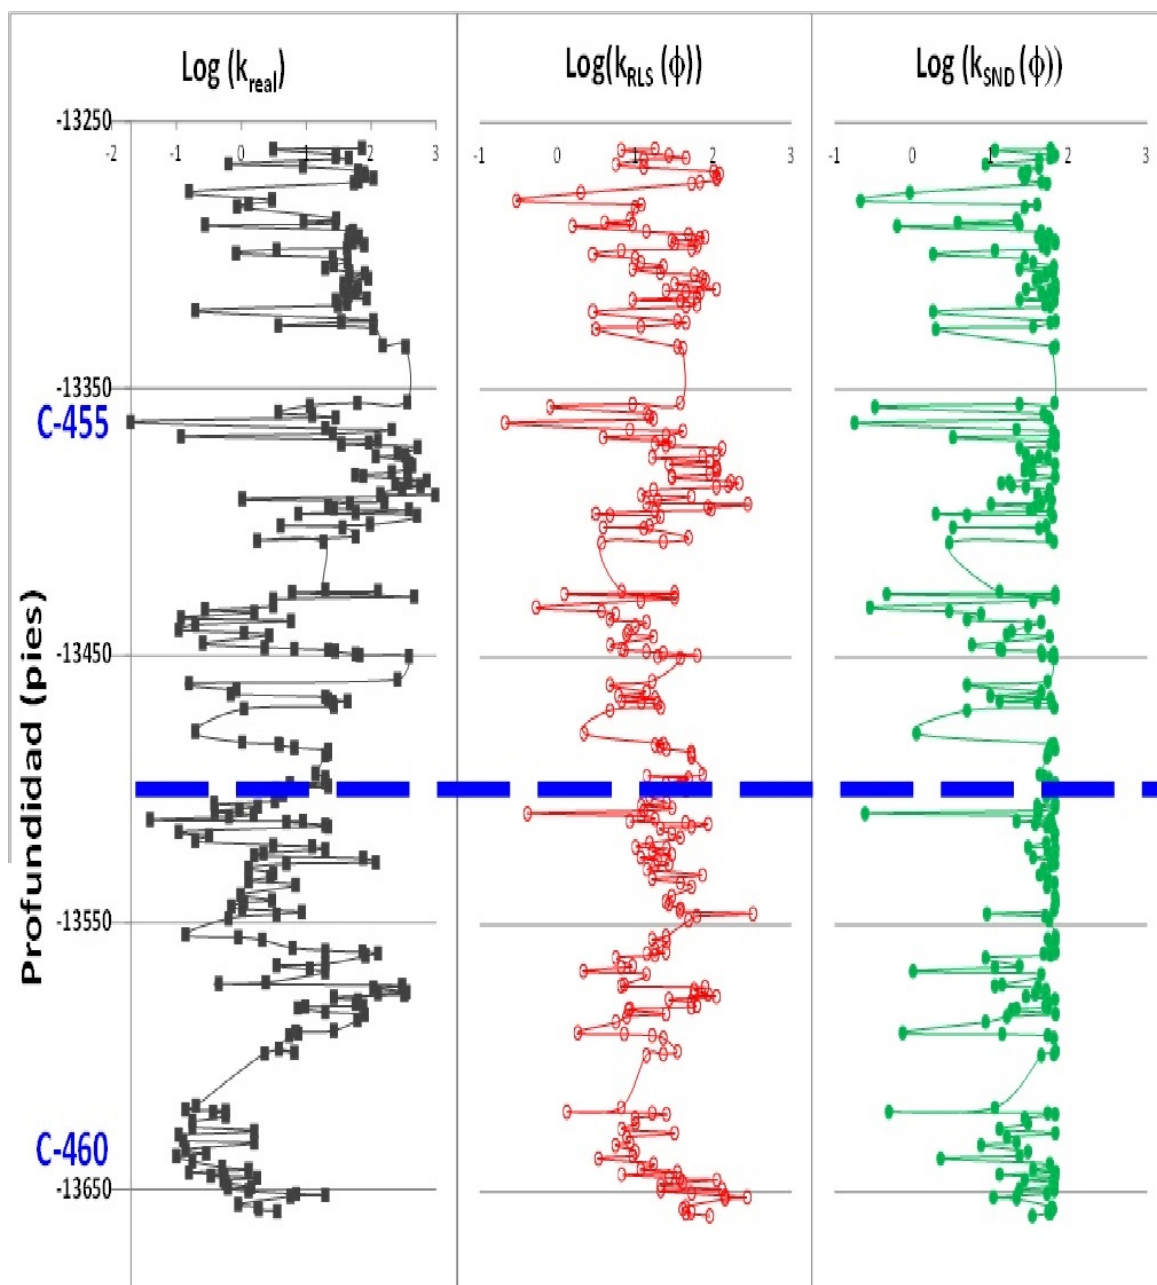 Log (k_real)
Log(k_RLS (ϕ))
Log (k_SND (ϕ))
-13250
-2 -1 0 1 2 3
-1 0 1 2 3
-1 0 1 2 3
-13350
C-455
-13450
Profundidad (pies)
-13550
C-460
-13650